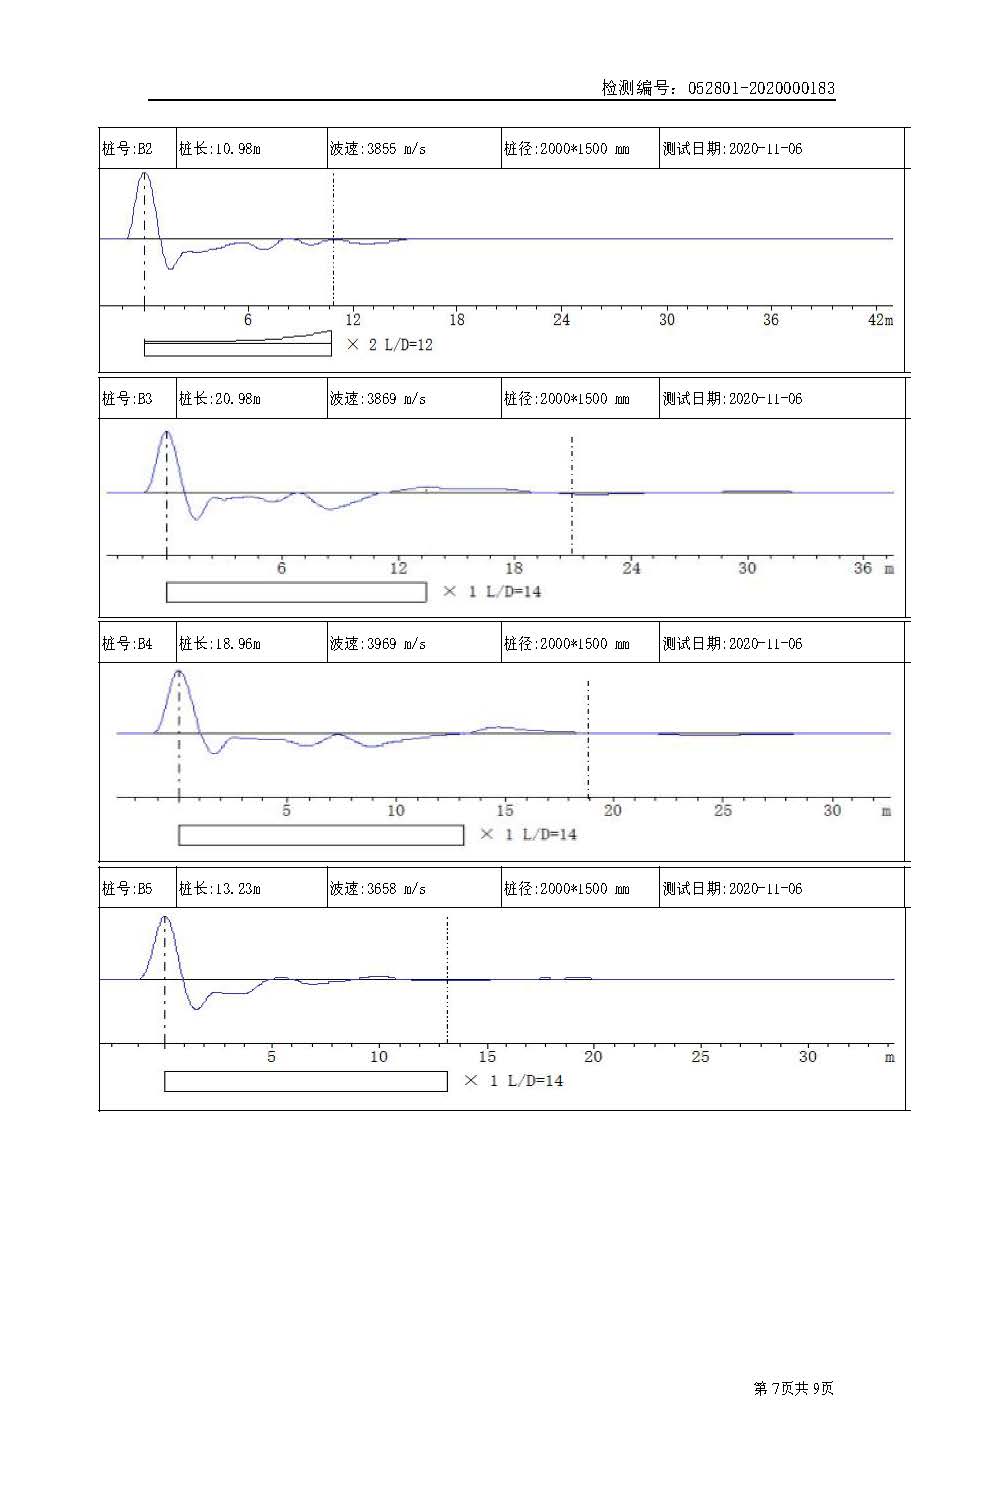 检测编号：052801-2020000183
桩号:B2 桩长:10.98m 波速:3855 m/s 桩径:2000*1500 mm 测试日期:2020-11-06
6 12 18 24 30 36 42m
× 2 L/D=12
桩号:B3 桩长:20.98m 波速:3869 m/s 桩径:2000*1500 mm 测试日期:2020-11-06
6 12 18 24 30 36 m
× 1 L/D=14
桩号:B4 桩长:18.96m 波速:3969 m/s 桩径:2000*1500 mm 测试日期:2020-11-06
5 10 15 20 25 30 m
× 1 L/D=14
桩号:B5 桩长:13.23m 波速:3658 m/s 桩径:2000*1500 mm 测试日期:2020-11-06
5 10 15 20 25 30 m
× 1 L/D=14
第 7页共 9页